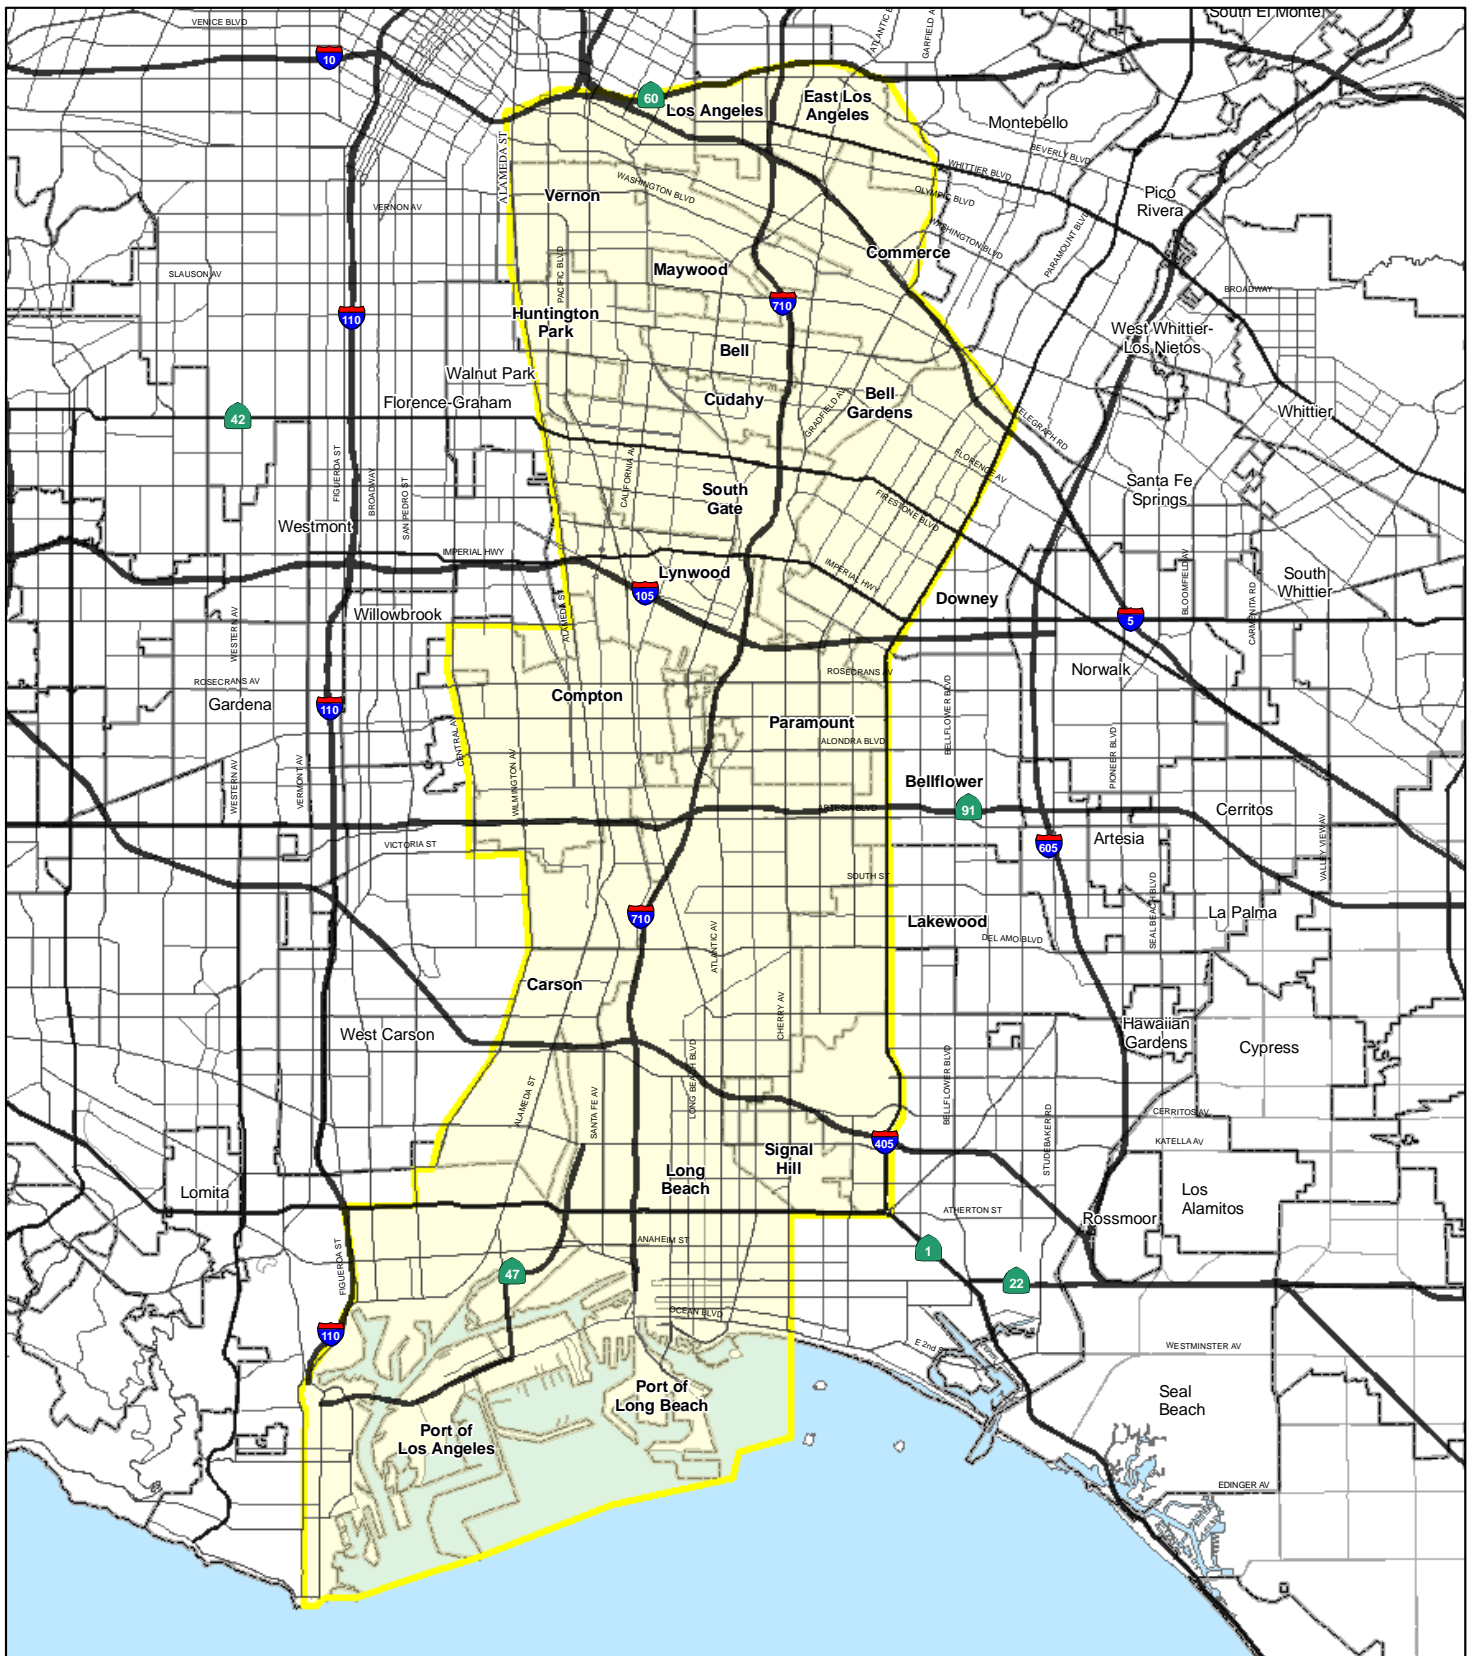 VENICE BLVD
ATLANTIC B
GARFIELD A
South El Monte
10
60
Los Angeles
East Los
Angeles
Montebello
ALAMEDA ST
BEVERLY BLVD
WHITTIER BLVD
WASHINGTON BLVD
OLYMPIC BLVD
Vernon
VERNON AV
Pico
Rivera
PARAMOUNT BLVD
WASHINGTON BLVD
Commerce
SLAUSON AV
Maywood
PACIFIC BLVD
BROADWAY
110
710
Huntington
Park
West Whittier-
Los Nietos
Bell
Walnut Park
Florence-Graham
Cudahy
Bell
Gardens
GRADFIELD AV
42
Whittier
TELEGRAPH RD
FLORENCE AV
FIGUEROA ST
BROADWAY
SAN PEDRO ST
CALIFORNIA AV
South
Gate
FIRESTONE BLVD
Santa Fe
Springs
Westmont
IMPERIAL HWY
Lynwood
IMPERIAL HWY
105
BLOOMFIELD AV
CARMENITA RD
South
Whittier
Downey
Willowbrook
ALAMEDA ST
5
WESTERN AV
ROSECRANS AV
ROSECRANS AV
Norwalk
Gardena
110
Compton
Paramount
BELLFLOWER BLVD
CENTRAL AV
ALONDRA BLVD
WESTERN AV
VERMONT AV
WILMINGTON AV
PIONEER BLVD
Bellflower
91
ARTESIA BLVD
Cerritos
Artesia
605
VICTORIA ST
VALLEY VIEW AV
SOUTH ST
SEAL BEACH BLVD
710
Lakewood
La Palma
DEL AMO BLVD
ATLANTIC AV
Carson
CHERRY AV
West Carson
Hawaiian
Gardens
Cypress
LONG BEACH BLVD
BELLFLOWER BLVD
ALAMEDA ST
SANTA FE AV
STUDEBAKER RD
CERRITOS AV
405
KATELLA AV
Signal
Hill
Long
Beach
Lomita
Los
Alamitos
ATHERTON ST
Rossmoor
ANAHEIM ST
1
FIGUEROA ST
47
22
OCEAN BLVD
110
E 2nd S
WESTMINSTER AV
Port of
Long Beach
Seal
Beach
Port of
Los Angeles
EDINGER AV